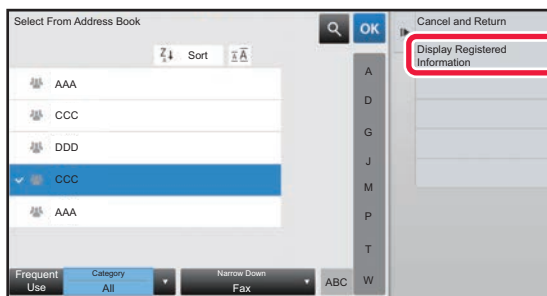 Select From Address Book
OK
Cancel and Return
Display Registered
Information
Z
A Sort A A
AAA
CCC
DDD
CCC
AAA
A
D
G
J
M
P
T
W
Frequent
Use
Category
All
Narrow Down
Fax
ABC